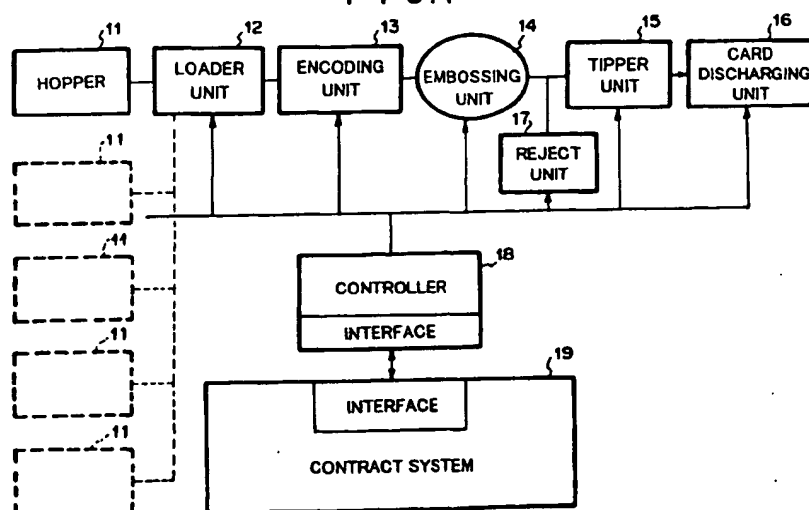 11
HOPPER
12
LOADER
UNIT
13
ENCODING
UNIT
14
EMBOSSING
UNIT
15
TIPPER
UNIT
16
CARD
DISCHARGING
UNIT
17
REJECT
UNIT
11
11
11
11
18
CONTROLLER
INTERFACE
19
INTERFACE
CONTRACT SYSTEM